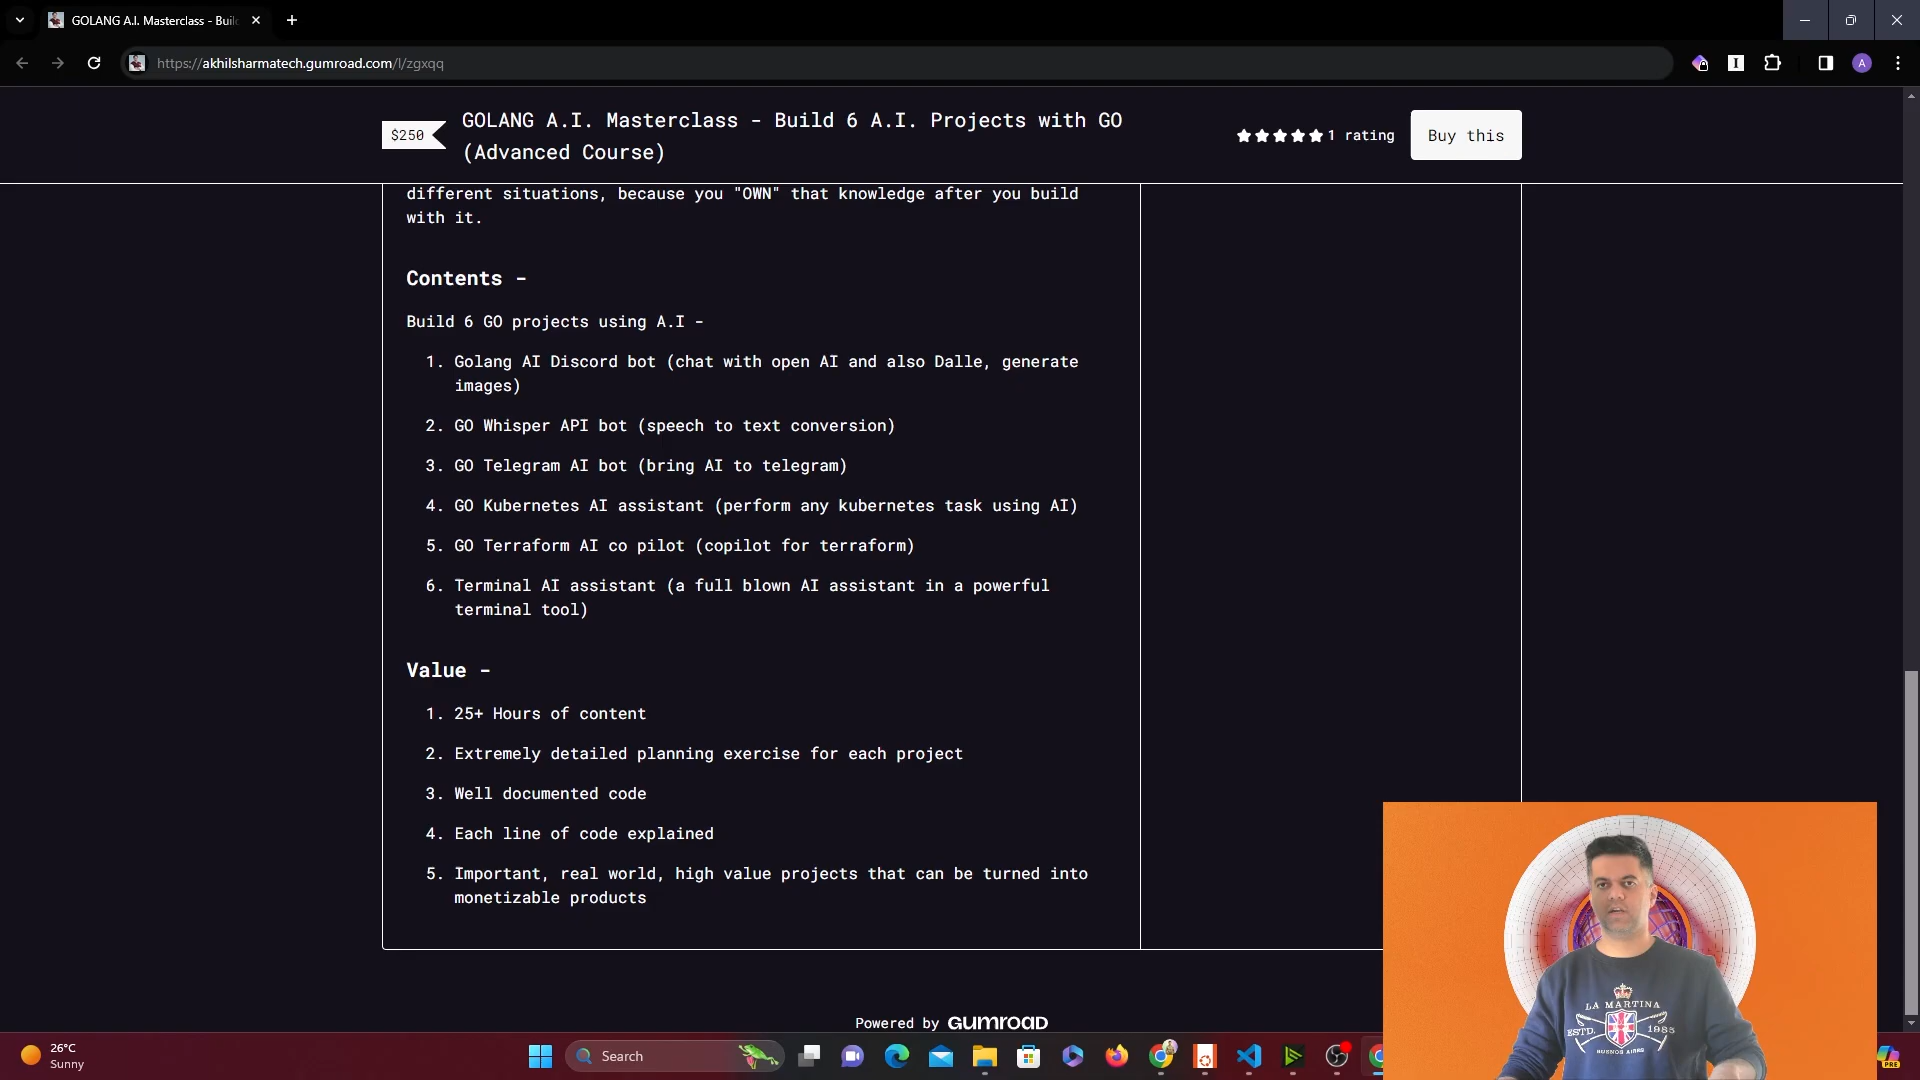 GOLANG A.I. Masterclass - Buil
https://akhilsharmatech.gumroad.com/l/zgxqq
A
$250
GOLANG A.I. Masterclass - Build 6 A.I. Projects with GO
(Advanced Course)
1 rating
Buy this
different situations, because you "OWN" that knowledge after you build
with it.
Contents -
Build 6 GO projects using A.I -
1. Golang AI Discord bot (chat with open AI and also Dalle, generate
images)
2. GO Whisper API bot (speech to text conversion)
3. GO Telegram AI bot (bring AI to telegram)
4. GO Kubernetes AI assistant (perform any kubernetes task using AI)
5. GO Terraform AI co pilot (copilot for terraform)
6. Terminal AI assistant (a full blown AI assistant in a powerful
terminal tool)
Value -
1. 25+ Hours of content
2. Extremely detailed planning exercise for each project
3. Well documented code
4. Each line of code explained
5. Important, real world, high value projects that can be turned into
monetizable products
LA MARTINA
ESTD. 1985
BUENOS AIRES
Powered by GUMROAD
26°C
Sunny
Search
PRE